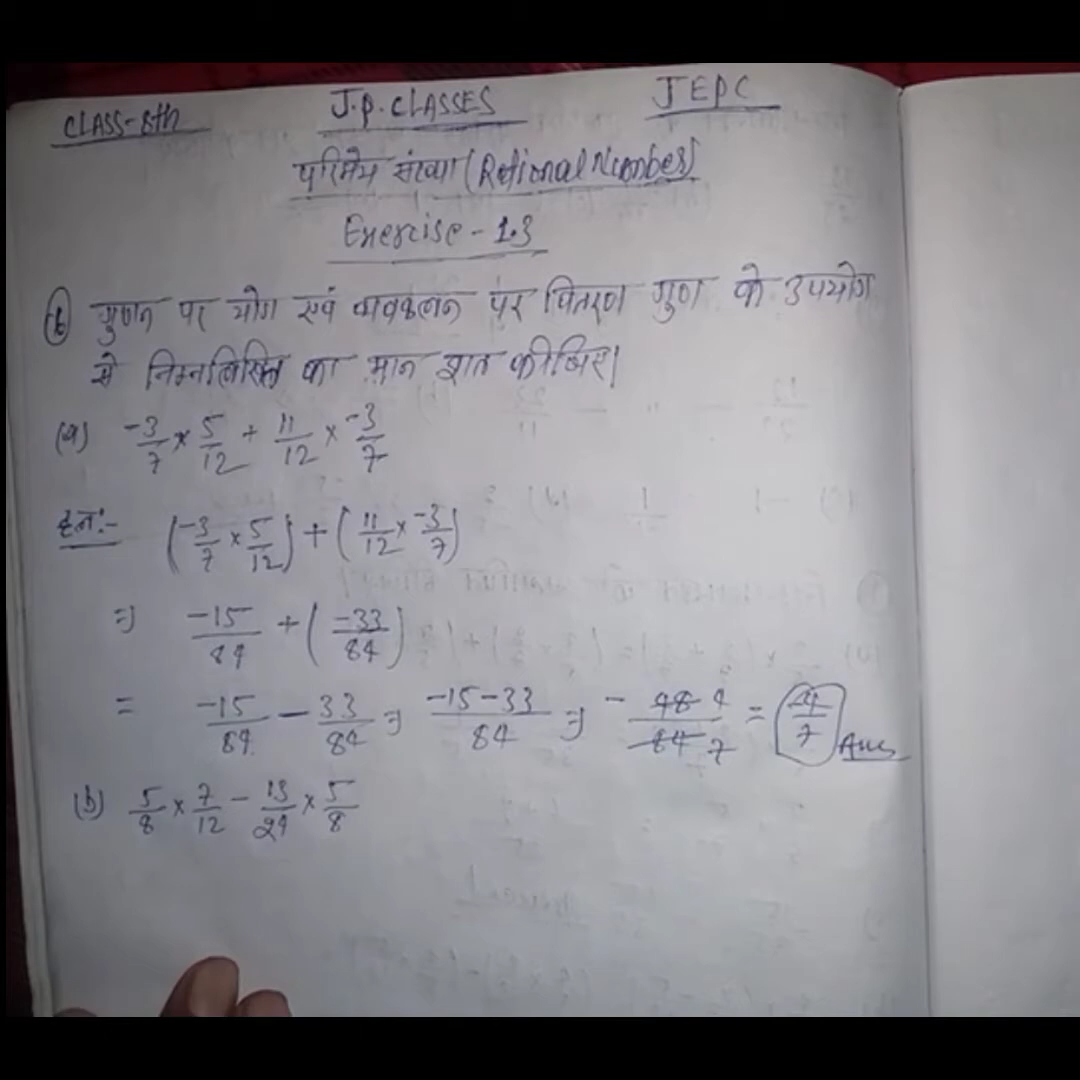 CLASS-8th J.P. CLASSES JEPC
परिमेय संख्या (Rational Number)
Exercise - 1.3
⑥ गुणन पर योग एवं व्यवकलन पर वितरण गुण के उपयोग
से निम्नलिखित का मान ज्ञात कीजिए।
(a) -3/7 × 5/12 + 11/12 × -3/7
हल:- (-3/7 × 5/12) + (11/12 × -3/7)
⇒ -15/84 + (-33/84)
= -15/84 - 33/84 ⇒ -15-33/84 ⇒ - 48 4/84 7 = -4/7 Ans
(b) 5/8 × 7/12 - 13/24 × 5/8